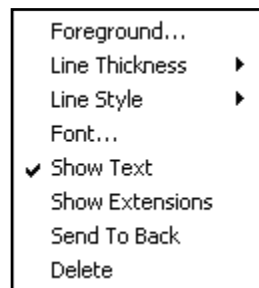 Foreground...
Line Thickness
Line Style
Font...
Show Text
Show Extensions
Send To Back
Delete